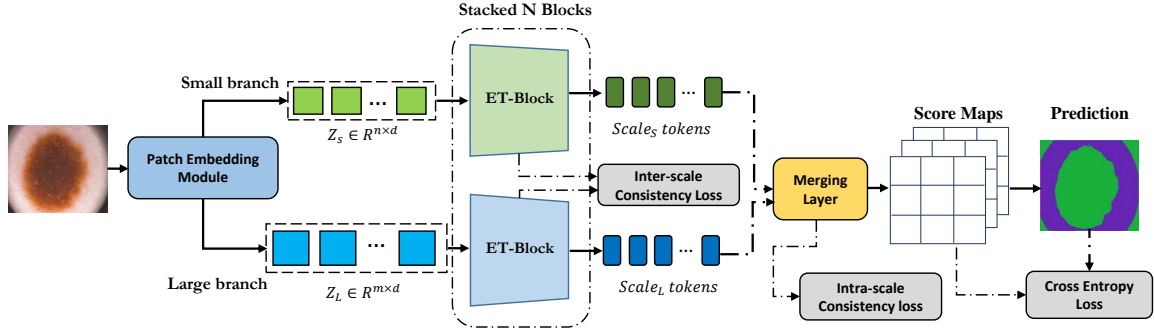 Stacked N Blocks
Small branch
...
Z_S ∈ R^{n×d}
ET-Block
...
Scale_S tokens
Patch Embedding
Module
Inter-scale
Consistency Loss
Merging
Layer
Score Maps
Prediction
...
Large branch
Z_L ∈ R^{m×d}
ET-Block
...
Scale_L tokens
Intra-scale
Consistency loss
Cross Entropy
Loss